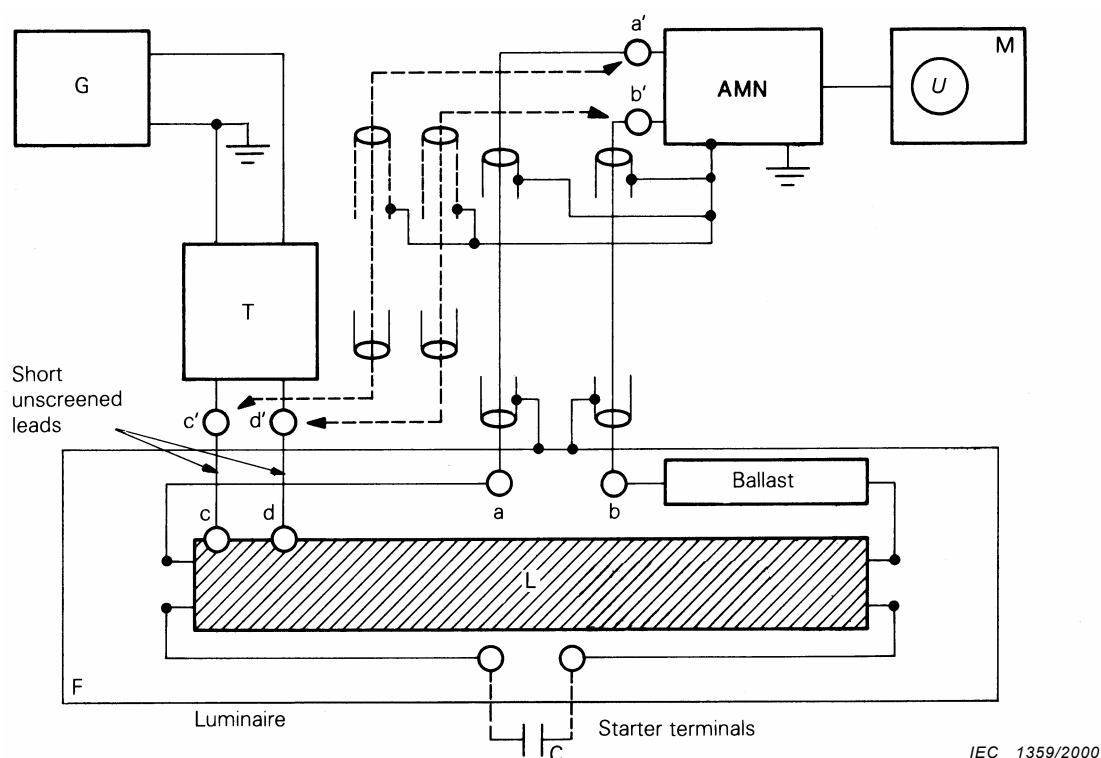 G
a'
AMN
M
U
b'
T
Short
unscreened
leads
c'
d'
c
d
a
b
Ballast
L
F
Luminaire
Starter terminals
C
IEC 1359/2000